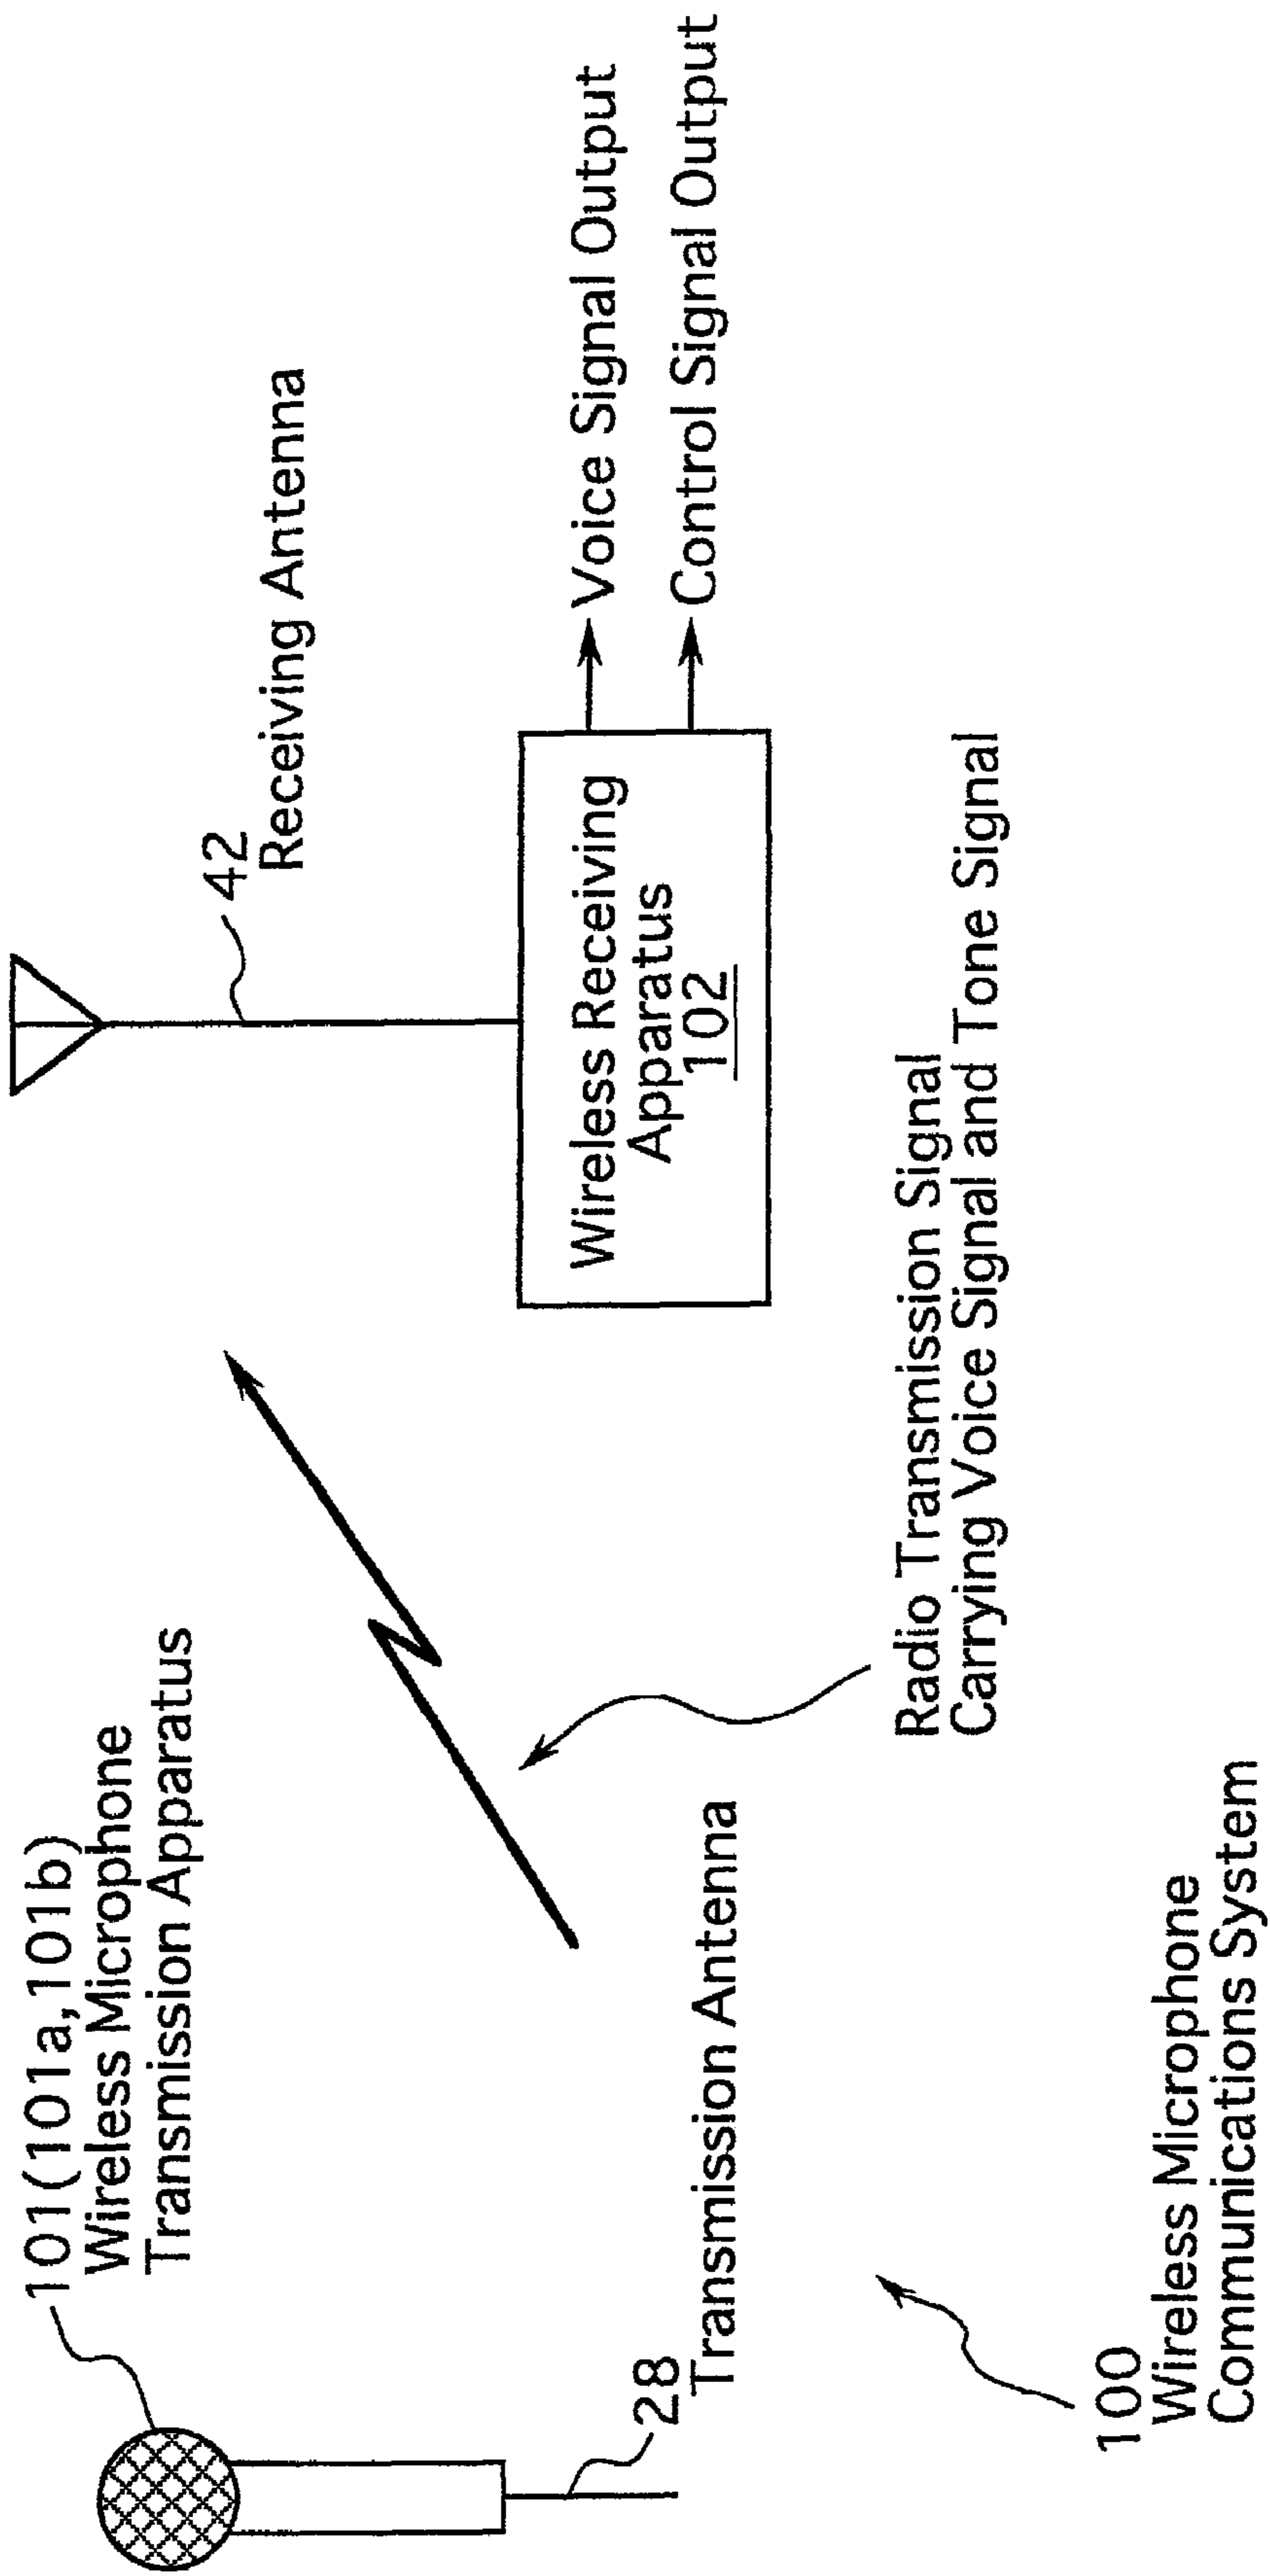 101(101a,101b)
Wireless Microphone
Transmission Apparatus
42
Receiving Antenna
28
Transmission Antenna
Wireless Receiving
Apparatus
102
Voice Signal Output
Control Signal Output
Radio Transmission Signal
Carrying Voice Signal and Tone Signal
100
Wireless Microphone
Communications System